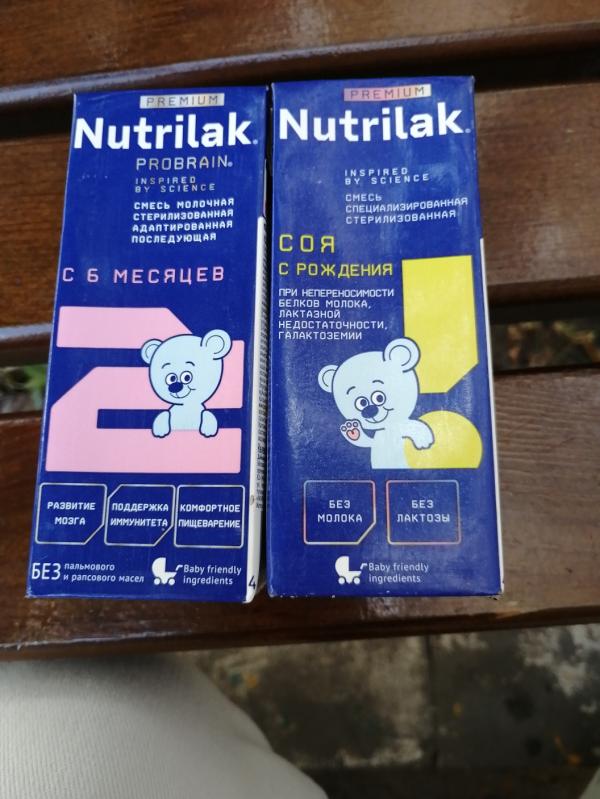 PREMIUM
Nutrilak®
PROBRAIN®
INSPIRED
BY SCIENCE
СМЕСЬ МОЛОЧНАЯ
СТЕРИЛИЗОВАННАЯ
АДАПТИРОВАННАЯ
ПОСЛЕДУЮЩАЯ
С 6 МЕСЯЦЕВ
2
РАЗВИТИЕ
МОЗГА
ПОДДЕРЖКА
ИММУНИТЕТА
КОМФОРТНОЕ
ПИЩЕВАРЕНИЕ
БЕЗ пальмового
и рапсового масел
Baby friendly
ingredients
4
PREMIUM
Nutrilak®
INSPIRED
BY SCIENCE
СМЕСЬ
СПЕЦИАЛИЗИРОВАННАЯ
СТЕРИЛИЗОВАННАЯ
СОЯ
С РОЖДЕНИЯ
ПРИ НЕПЕРЕНОСИМОСТИ
БЕЛКОВ МОЛОКА,
ЛАКТАЗНОЙ
НЕДОСТАТОЧНОСТИ,
ГАЛАКТОЗЕМИИ
!
БЕЗ
МОЛОКА
БЕЗ
ЛАКТОЗЫ
Baby friendly
ingredients